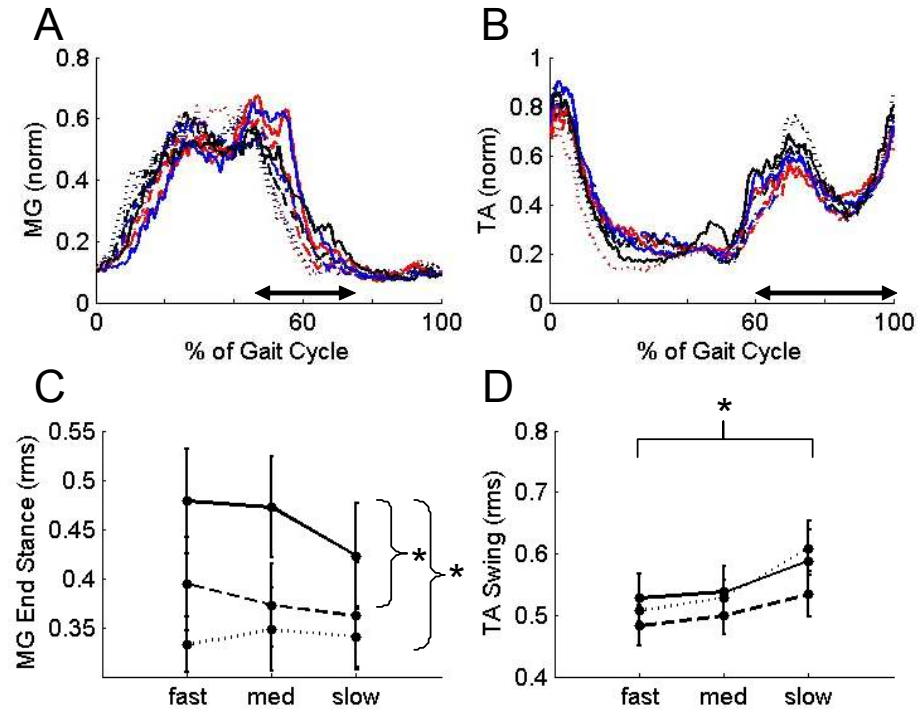 A
B
0.8
0.6
0.4
0.2
0
MG (norm)
0
60
100
% of Gait Cycle
1
0.8
0.6
0.4
0.2
0
TA (norm)
0
60
100
% of Gait Cycle
C
D
0.55
0.5
0.45
0.4
0.35
MG End Stance (rms)
*
*
fast med slow
*
0.8
0.7
0.6
0.5
0.4
TA Swing (rms)
fast med slow